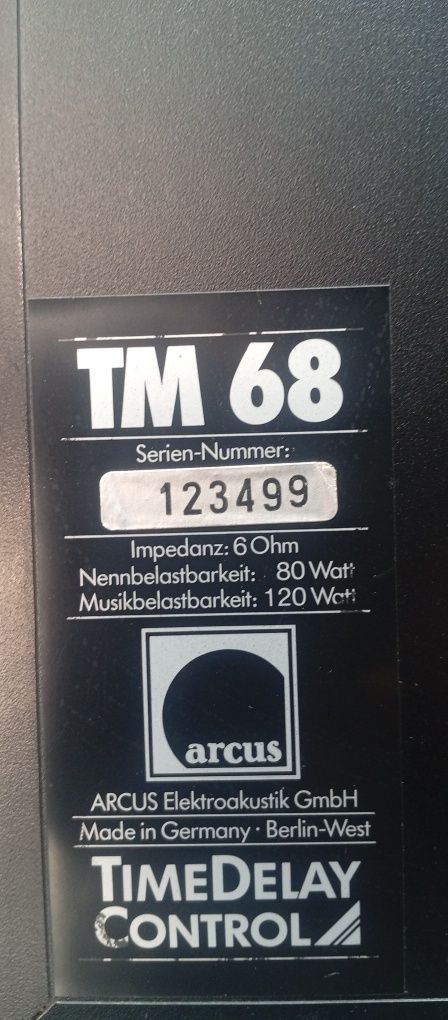 TM 68
Serien-Nummer:
123499
Impedanz: 6 Ohm
Nennbelastbarkeit: 80 Watt
Musikbelastbarkeit: 120 Watt
arcus
ARCUS Elektroakustik GmbH
Made in Germany · Berlin-West
TIMEDELAY
CONTROL